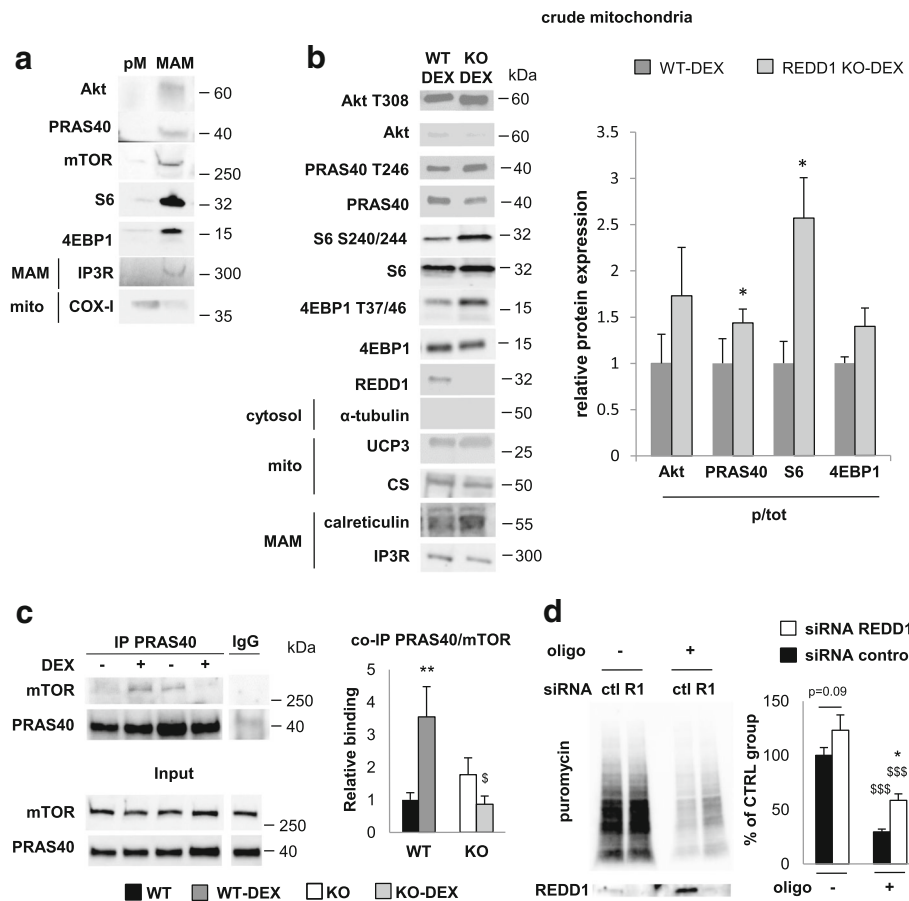 crude mitochondria
a
pM MAM
Akt
60
PRAS40
40
mTOR
250
S6
32
4EBP1
15
MAM IP3R
300
mito COX-I
35
b
WT DEX
KO DEX
kDa
Akt T308
60
Akt
60
PRAS40 T246
40
PRAS40
40
S6 S240/244
32
S6
32
4EBP1 T37/46
15
4EBP1
15
REDD1
32
cytosol α-tubulin
50
mito UCP3
25
CS
50
MAM calreticulin
55
IP3R
300
WT-DEX REDD1 KO-DEX
relative protein expression
3.5
3
2.5
2
1.5
1
0.5
0
* *
Akt PRAS40 S6 4EBP1
p/tot
c
IP PRAS40 IgG
kDa
DEX - + - +
mTOR
250
PRAS40
40
Input
mTOR
250
PRAS40
40
co-IP PRAS40/mTOR
Relative binding
5
4
3
2
1
0
**
$
WT KO
WT WT-DEX KO KO-DEX
d
oligo - +
siRNA ctl R1 ctl R1
puromycin
REDD1
siRNA REDD1
siRNA contro
% of CTRL group
150
100
50
0
p=0.09
*
$$$
$$$
oligo - +